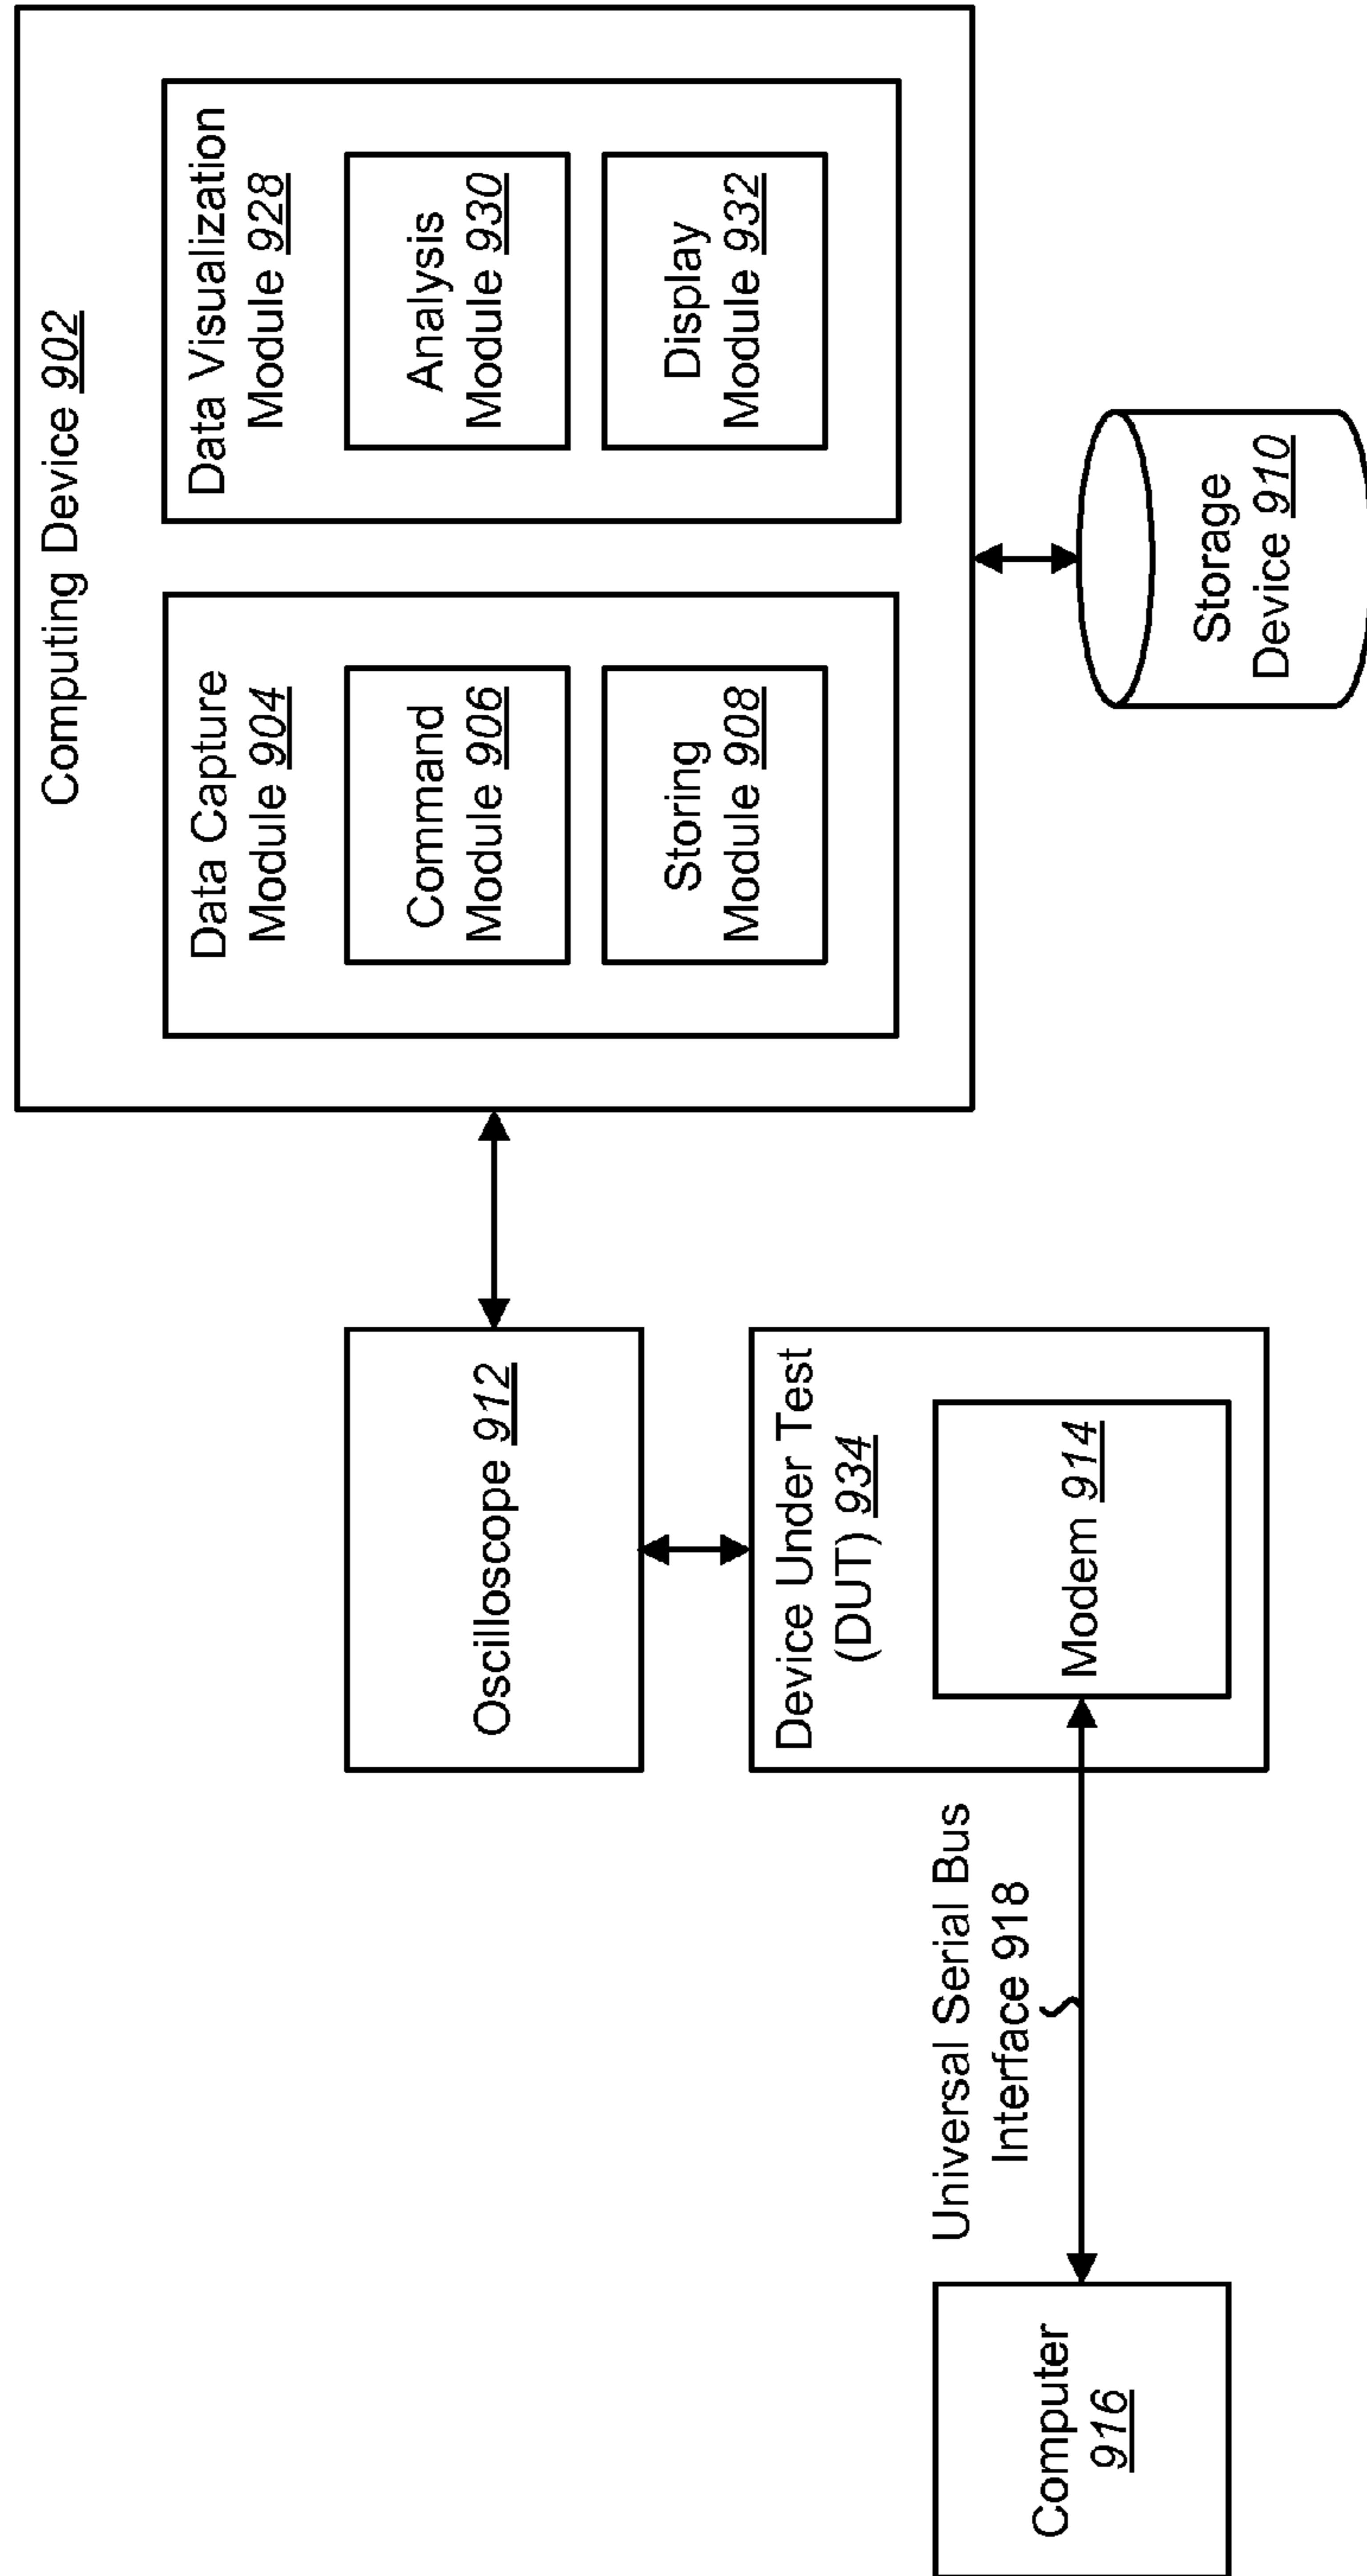 Computing Device 902
Data Capture
Module 904
Command
Module 906
Storing
Module 908
Data Visualization
Module 928
Analysis
Module 930
Display
Module 932
Oscilloscope 912
Device Under Test
(DUT) 934
Modem 914
Universal Serial Bus
Interface 918
Computer
916
Storage
Device 910